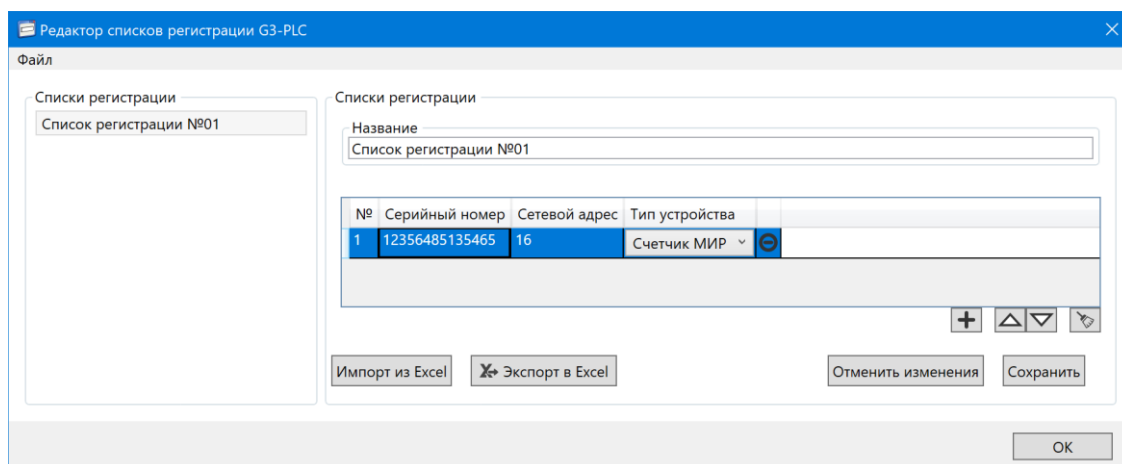 Редактор списков регистрации G3-PLC
Файл
Списки регистрации
Список регистрации №01
Списки регистрации
Название
Список регистрации №01
№ Серийный номер Сетевой адрес Тип устройства
1 12356485135465 16 Счетчик МИР
Импорт из Excel Экспорт в Excel Отменить изменения Сохранить
OK